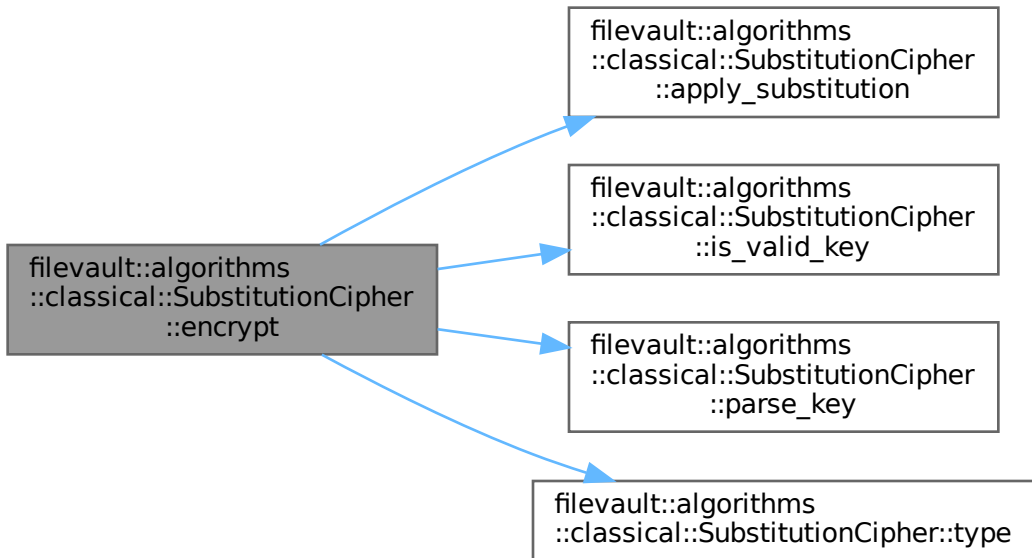 filevault::algorithms
::classical::SubstitutionCipher
::apply_substitution
filevault::algorithms
::classical::SubstitutionCipher
::is_valid_key
filevault::algorithms
::classical::SubstitutionCipher
::encrypt
filevault::algorithms
::classical::SubstitutionCipher
::parse_key
filevault::algorithms
::classical::SubstitutionCipher::type